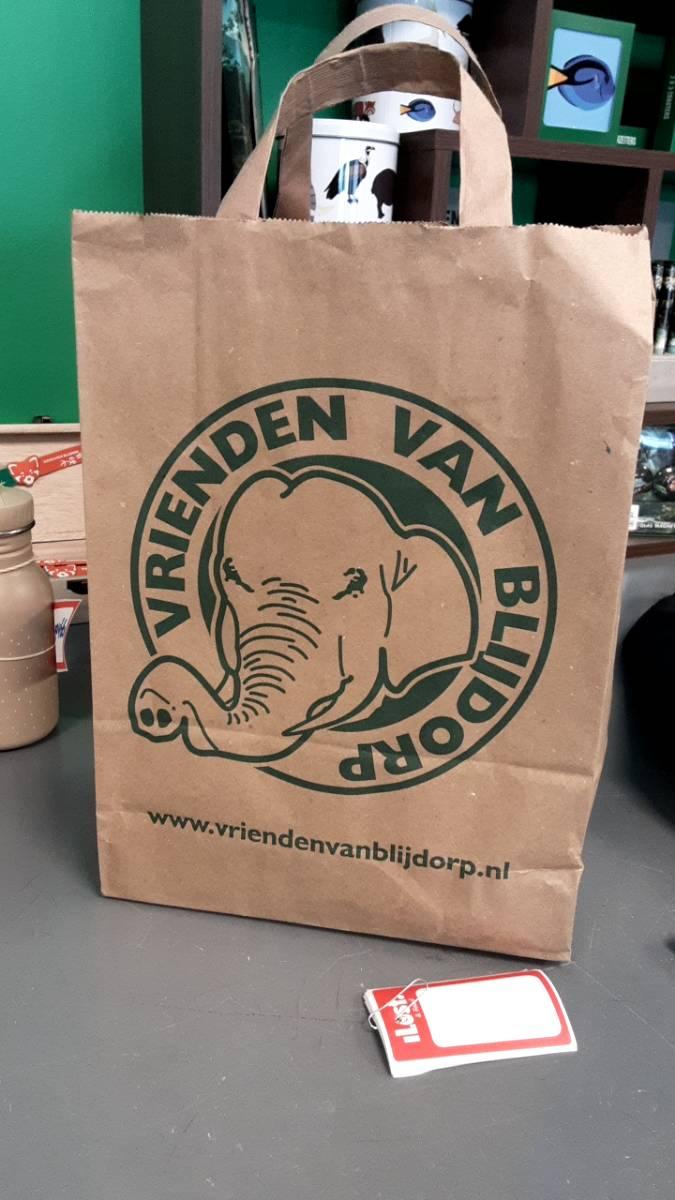 VRIENDEN VAN BLIJDORP
www.vriendenvanblijdorp.nl